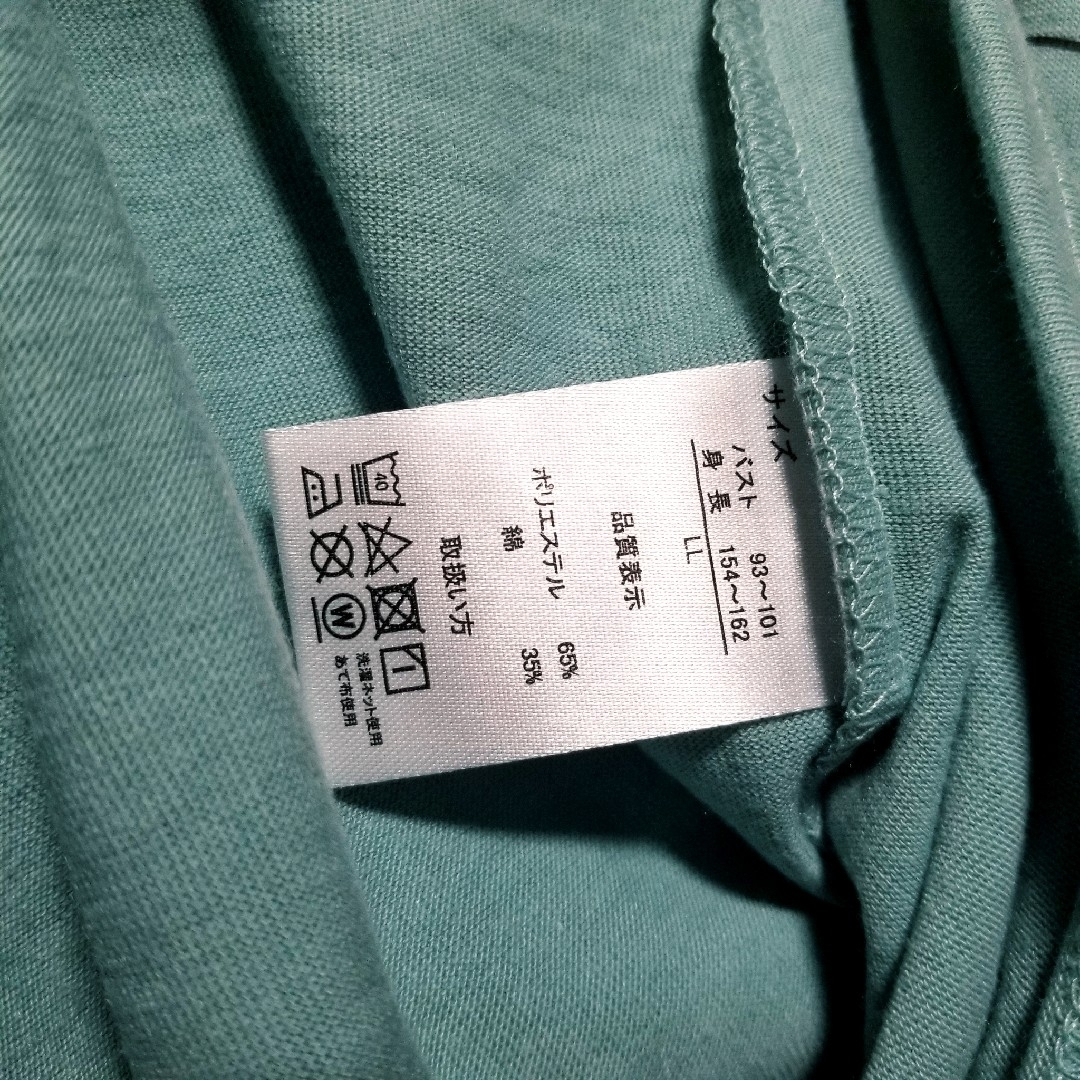 サイズ
バスト 93～101
身長 154～162
LL
品質表示
ポリエステル 65%
綿 35%
取扱い方
40
W
洗濯ネット使用
あて布使用